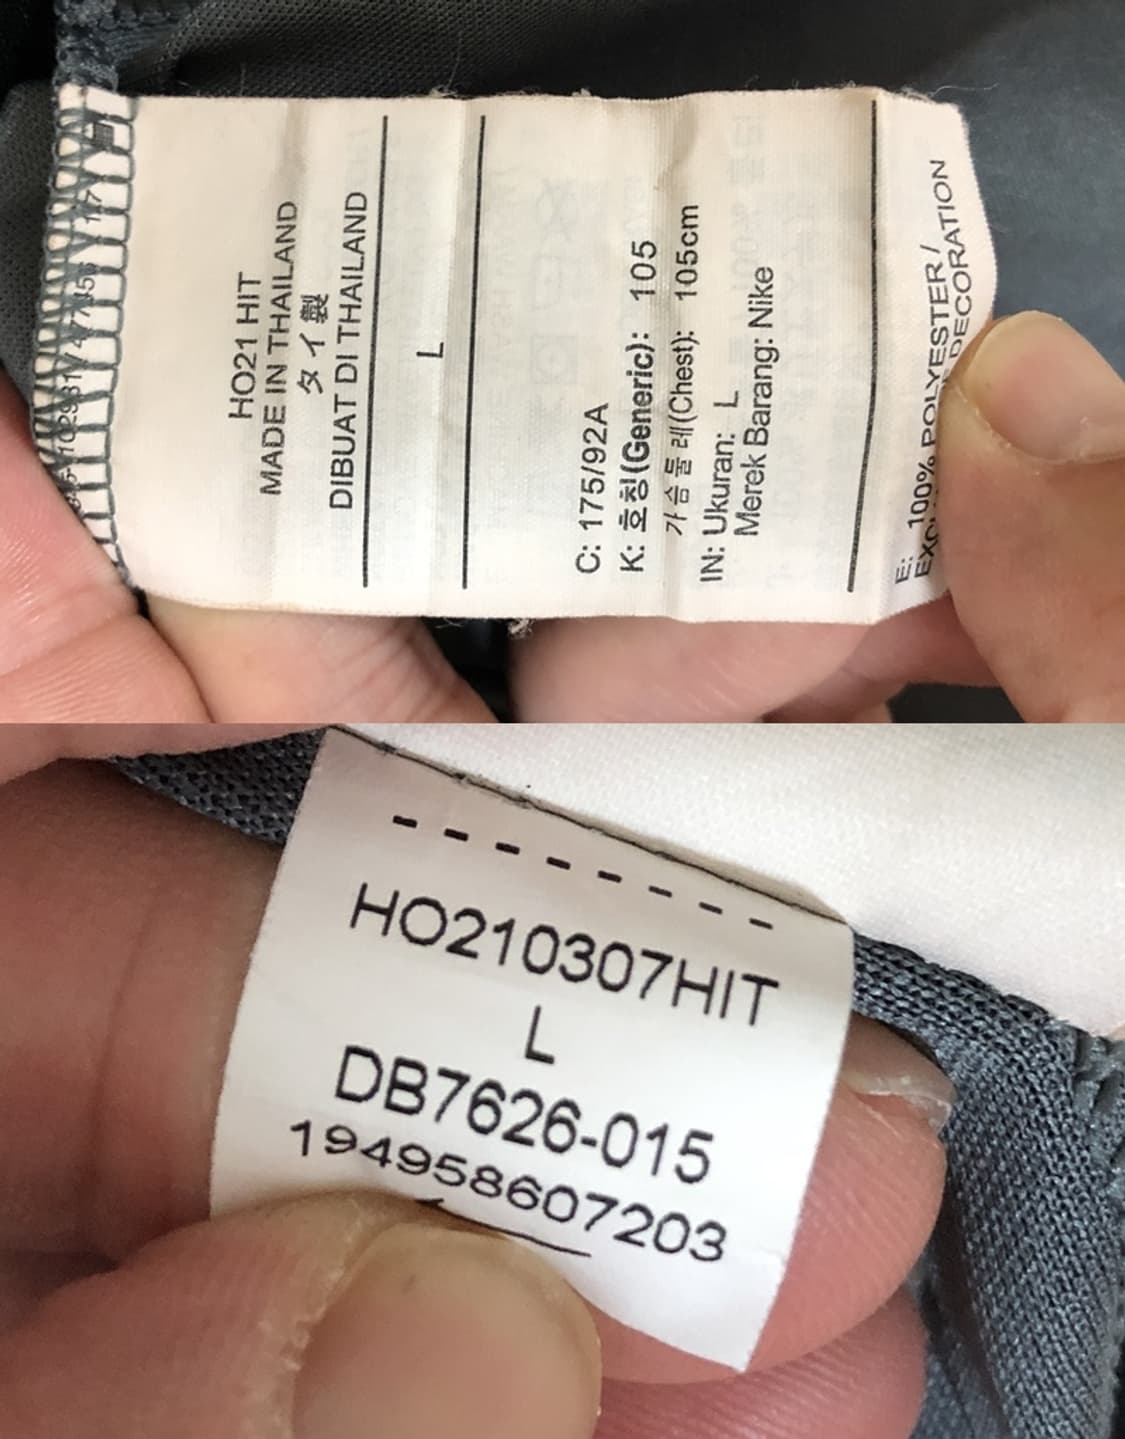 HO21 HIT
MADE IN THAILAND
タイ製
DIBUAT DI THAILAND
L
C: 175/92A
K: 호칭(Generic): 105
가슴둘레(Chest): 105cm
IN: Ukuran: L
Merek Barang: Nike
E: 100% POLYESTER/
DECORATION
HO210307HIT
L
DB7626-015
194958607203